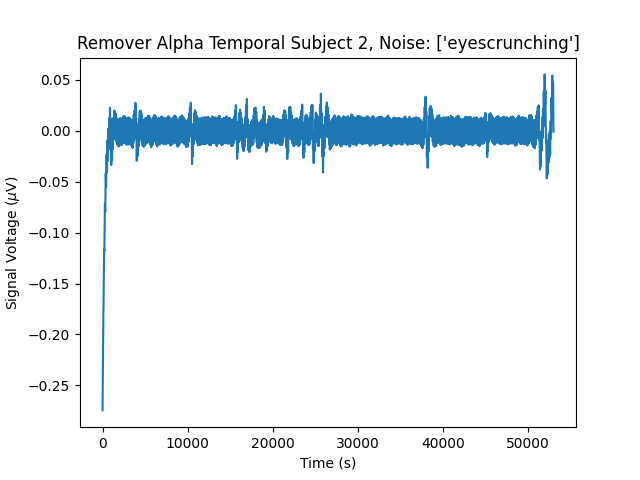 Remover Alpha Temporal Subject 2, Noise: ['eyescrunching']
0.05
0.00
−0.05
−0.10
−0.15
−0.20
−0.25
Signal Voltage (μV)
0 10000 20000 30000 40000 50000
Time (s)